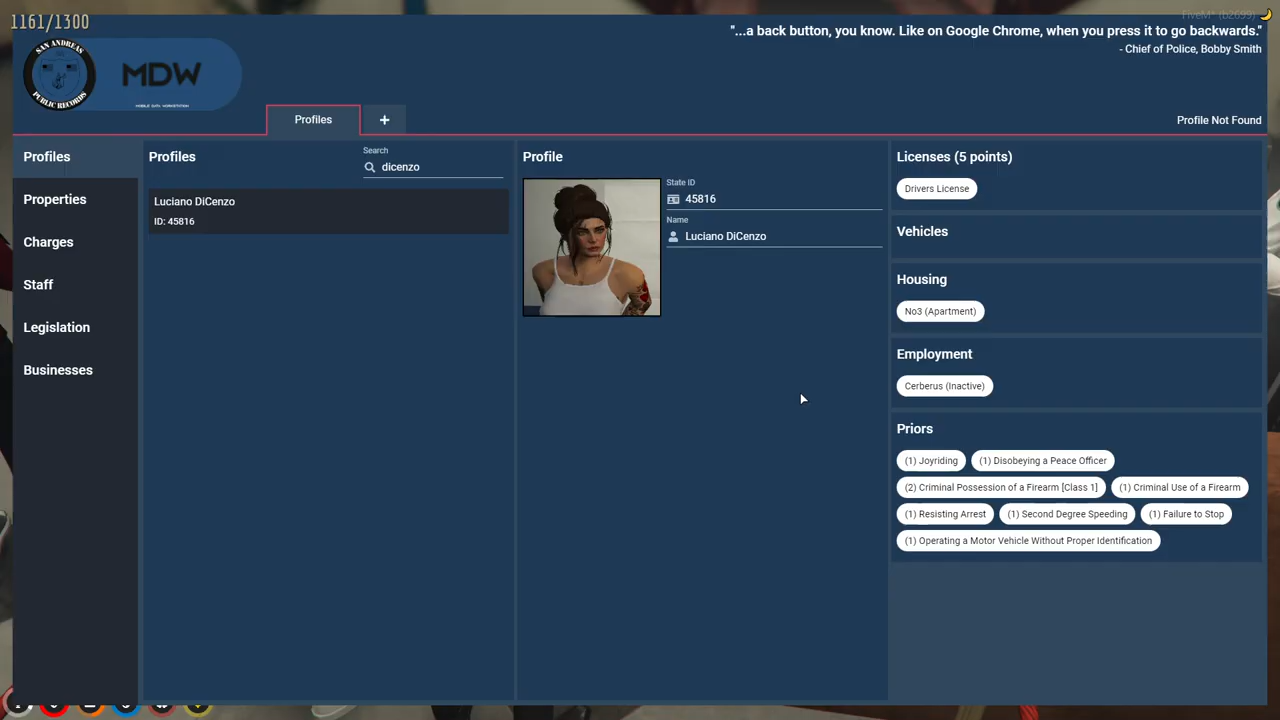 1161/1300
FiveM* (b2699)
"...a back button, you know. Like on Google Chrome, when you press it to go backwards."
- Chief of Police, Bobby Smith
SAN ANDREAS
PUBLIC RECORDS
MDW
MOBILE DATA WORKSTATION
Profiles
+
Profile Not Found
Profiles
Properties
Charges
Staff
Legislation
Businesses
Profiles
Search
dicenzo
Luciano DiCenzo
ID: 45816
Profile
State ID
45816
Name
Luciano DiCenzo
Licenses (5 points)
Drivers License
Vehicles
Housing
No3 (Apartment)
Employment
Cerberus (Inactive)
Priors
(1) Joyriding
(1) Disobeying a Peace Officer
(2) Criminal Possession of a Firearm [Class 1]
(1) Criminal Use of a Firearm
(1) Resisting Arrest
(1) Second Degree Speeding
(1) Failure to Stop
(1) Operating a Motor Vehicle Without Proper Identification